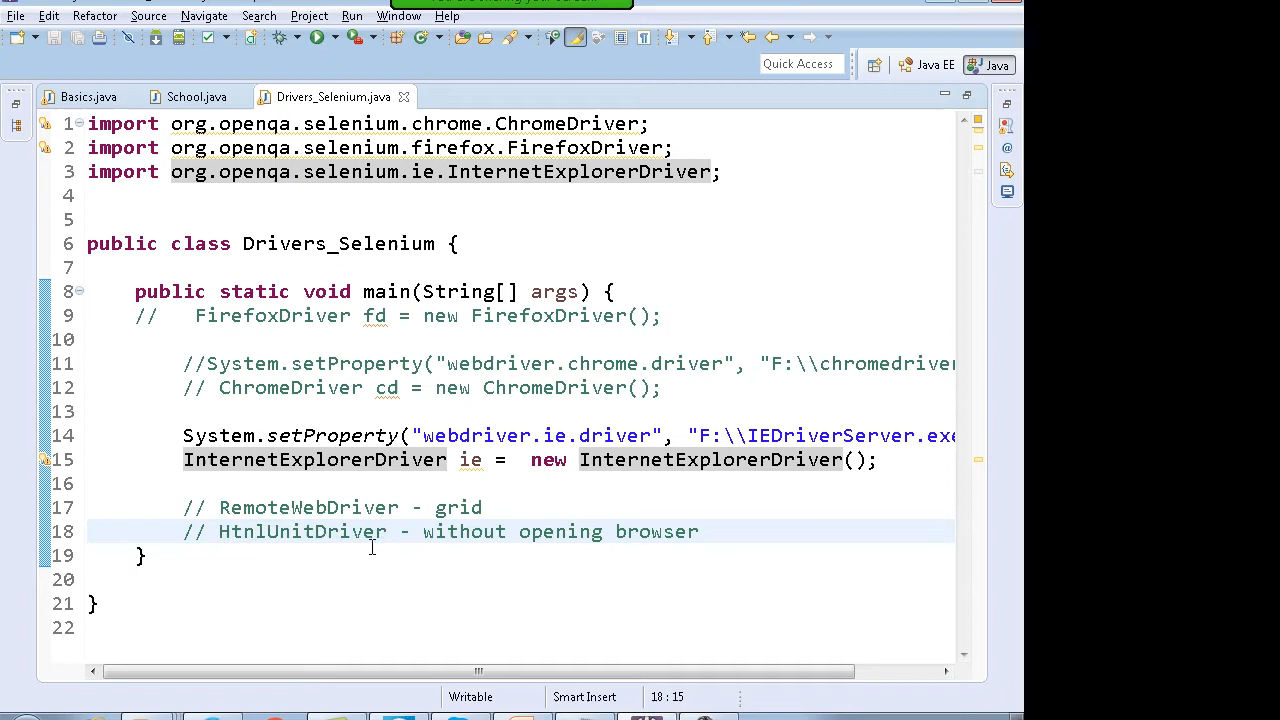 File Edit Refactor Source Navigate Search Project Run Window Help
Quick Access Java EE Java
Basics.java School.java Drivers_Selenium.java
1 import org.openqa.selenium.chrome.ChromeDriver;
2 import org.openqa.selenium.firefox.FirefoxDriver;
3 import org.openqa.selenium.ie.InternetExplorerDriver;
4
5
6 public class Drivers_Selenium {
7
8 public static void main(String[] args) {
9 // FirefoxDriver fd = new FirefoxDriver();
10
11 //System.setProperty("webdriver.chrome.driver", "F:\\chromedriver
12 // ChromeDriver cd = new ChromeDriver();
13
14 System.setProperty("webdriver.ie.driver", "F:\\IEDriverServer.exe
15 InternetExplorerDriver ie = new InternetExplorerDriver();
16
17 // RemoteWebDriver - grid
18 // HtnlUnitDriver - without opening browser
19 }
20
21 }
22
Writable Smart Insert 18 : 15